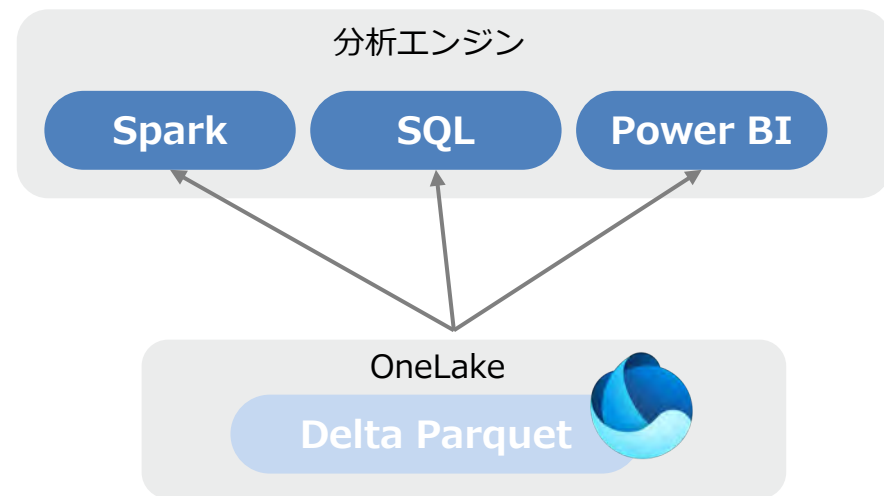 分析エンジン
Spark
SQL
Power BI
OneLake
Delta Parquet